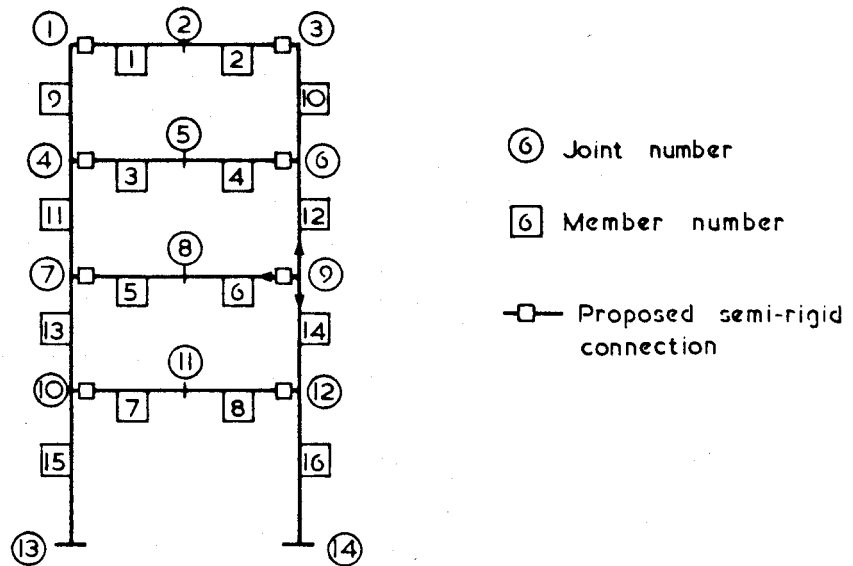 1 2 3
1 2
9 10
4 5 6
3 4
11 12
7 8 9
5 6
13 14
10 11 12
7 8
15 16
13 14
6 Joint number
6 Member number
Proposed semi-rigid
connection